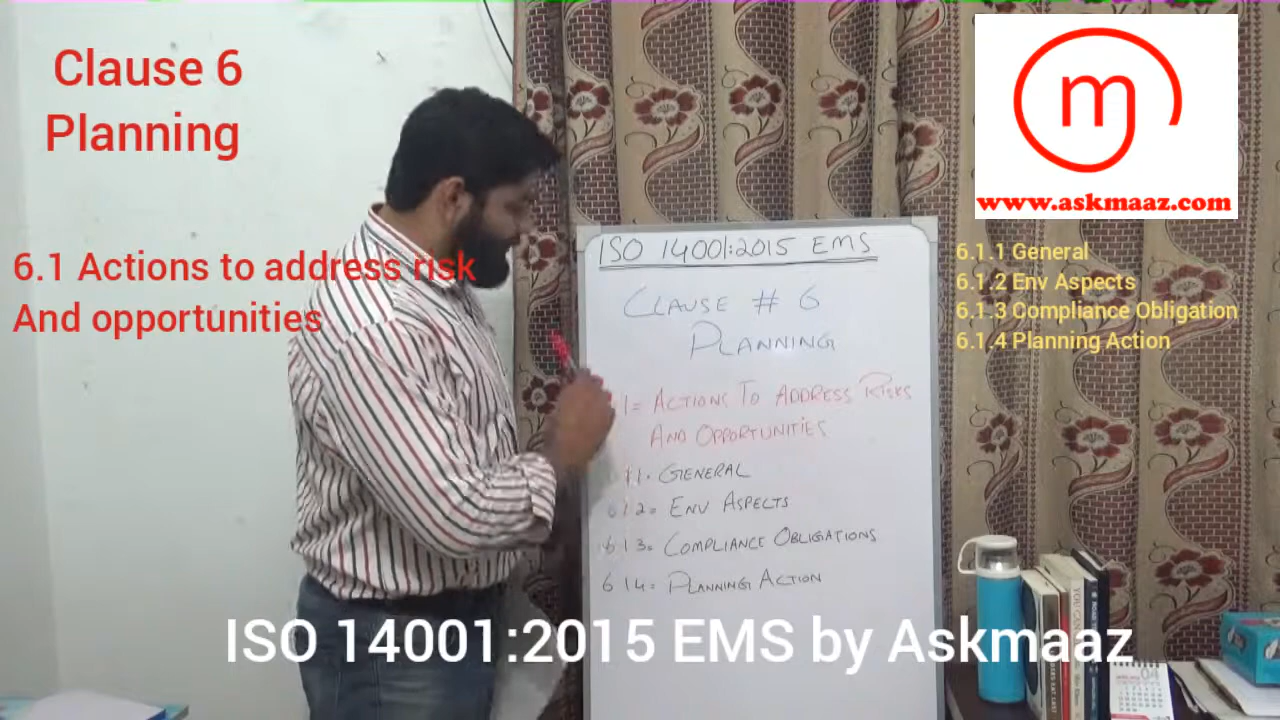 Clause 6
Planning
6.1 Actions to address risk
And opportunities
m
www.askmaaz.com
6.1.1 General
6.1.2 Env Aspects
6.1.3 Compliance Obligation
6.1.4 Planning Action
ISO 14001:2015 EMS
CLAUSE # 6
PLANNING
1= ACTIONS TO ADDRESS RISKS
AND OPPORTUNITIES
11. GENERAL
6 1 2= ENV ASPECTS
6 1 3= COMPLIANCE OBLIGATIONS
6 1 4= PLANNING ACTION
ISO 14001:2015 EMS by Askmaaz
04